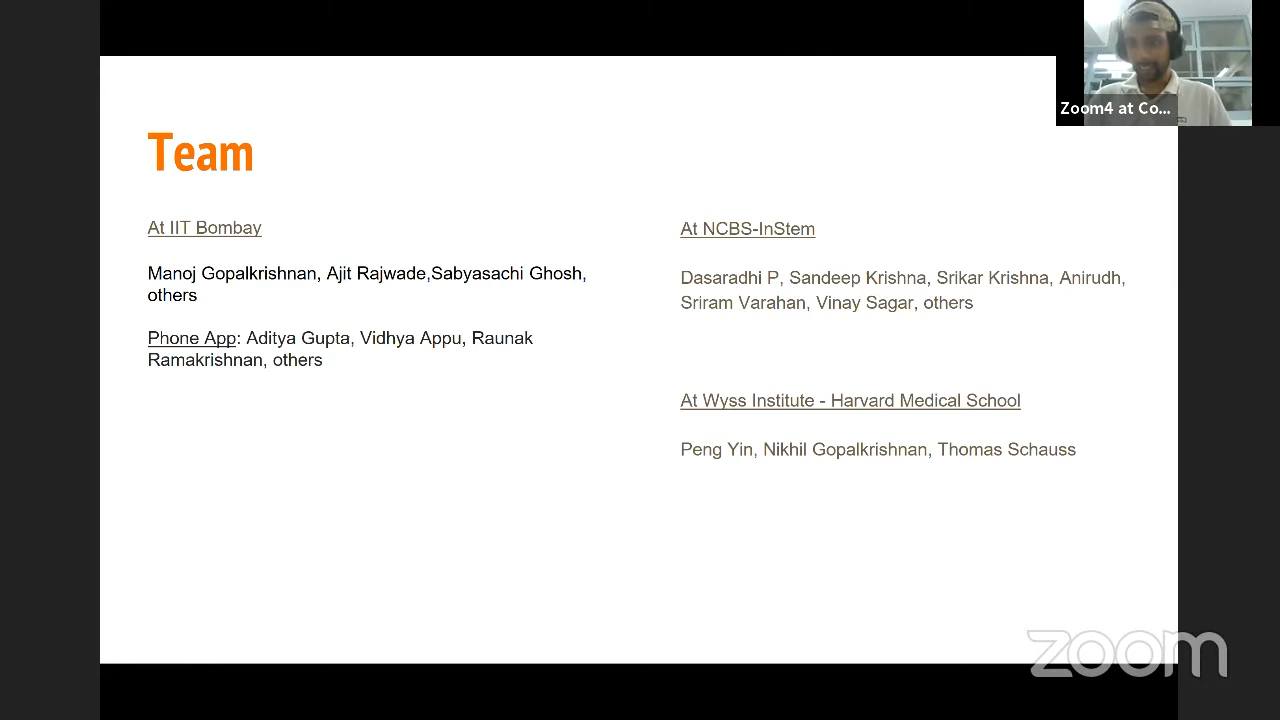 Zoom4 at Co...
Team
At IIT Bombay
Manoj Gopalkrishnan, Ajit Rajwade,Sabyasachi Ghosh,
others
Phone App: Aditya Gupta, Vidhya Appu, Raunak
Ramakrishnan, others
At NCBS-InStem
Dasaradhi P, Sandeep Krishna, Srikar Krishna, Anirudh,
Sriram Varahan, Vinay Sagar, others
At Wyss Institute - Harvard Medical School
Peng Yin, Nikhil Gopalkrishnan, Thomas Schauss
zoom